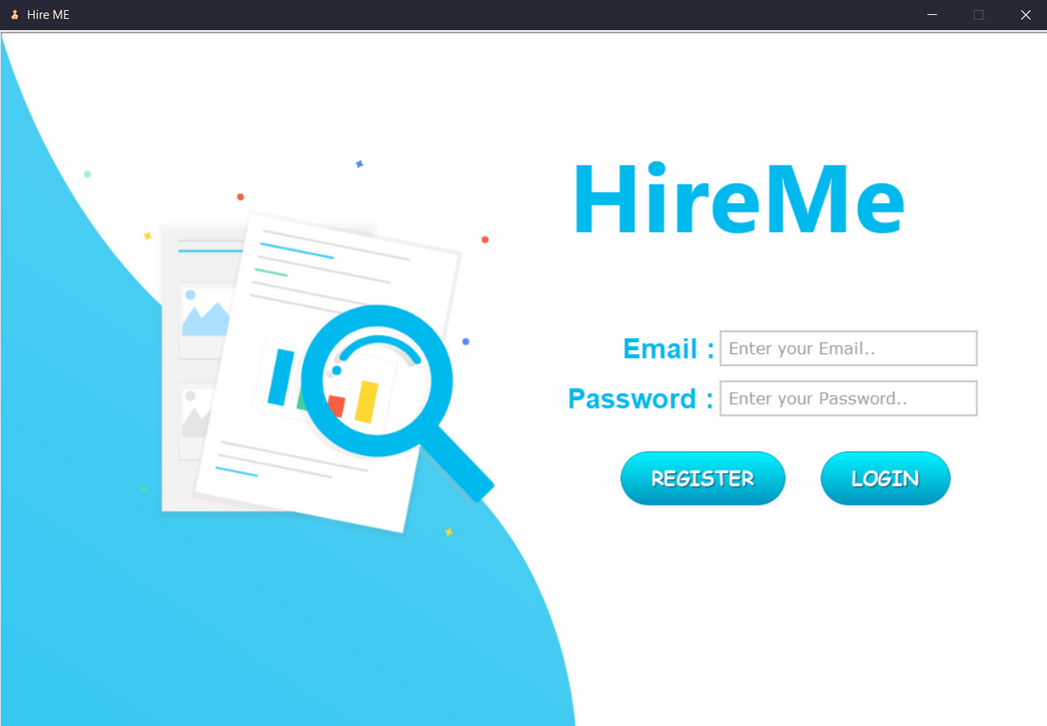 Hire ME
HireMe
Email : Enter your Email..
Password : Enter your Password..
REGISTER LOGIN